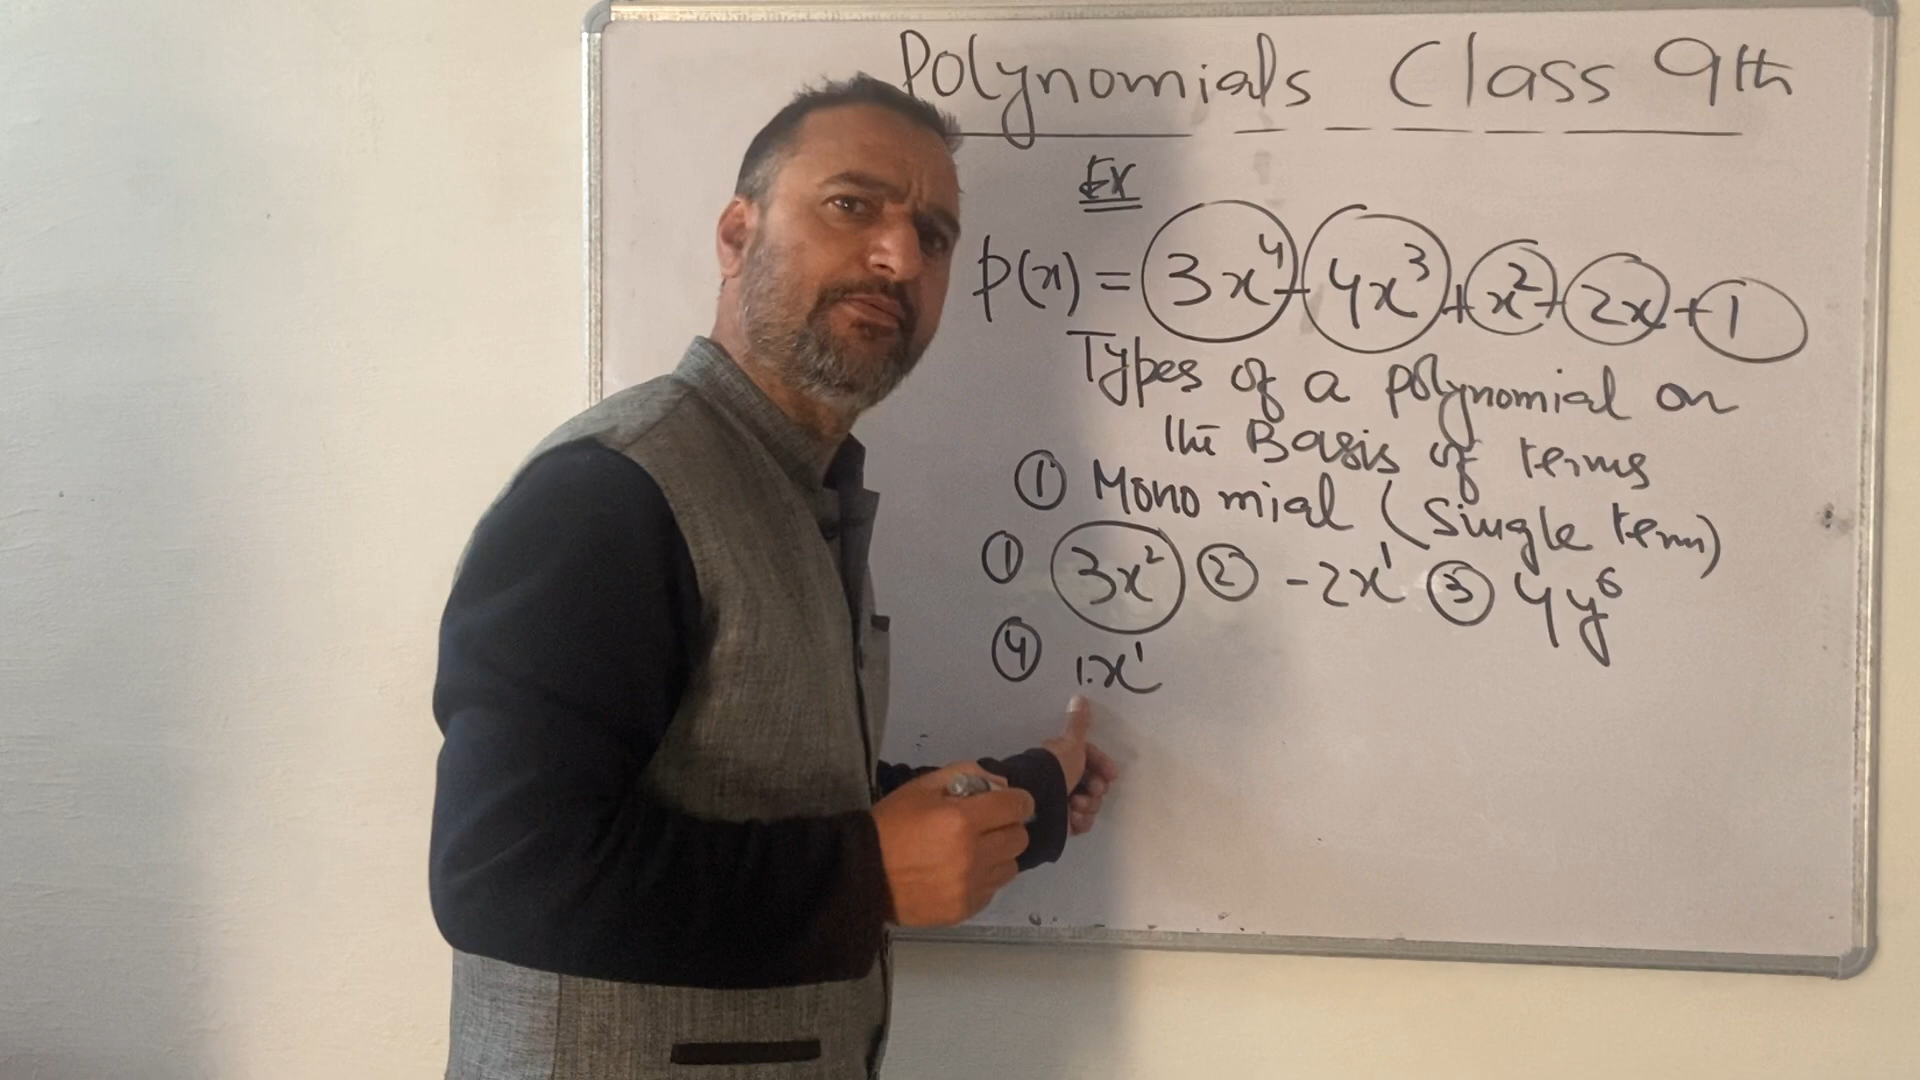 Polynomials Class 9th
Ex
p(x) = 3x⁴ - 4x³ + x² + 2x + 1
Types of a polynomial on
the Basis of terms
① Monomial (Single term)
① 3x² ② -2x¹ ③ 4y⁶
④ 1.x¹